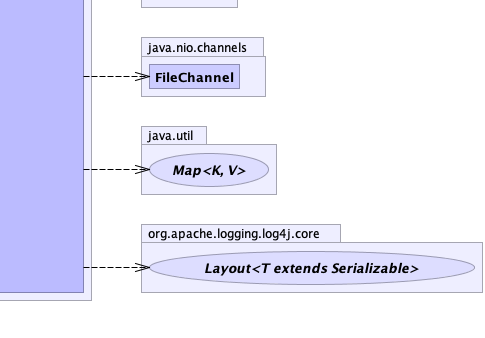 java.nio.channels
FileChannel
java.util
Map<K, V>
org.apache.logging.log4j.core
Layout<T extends Serializable>